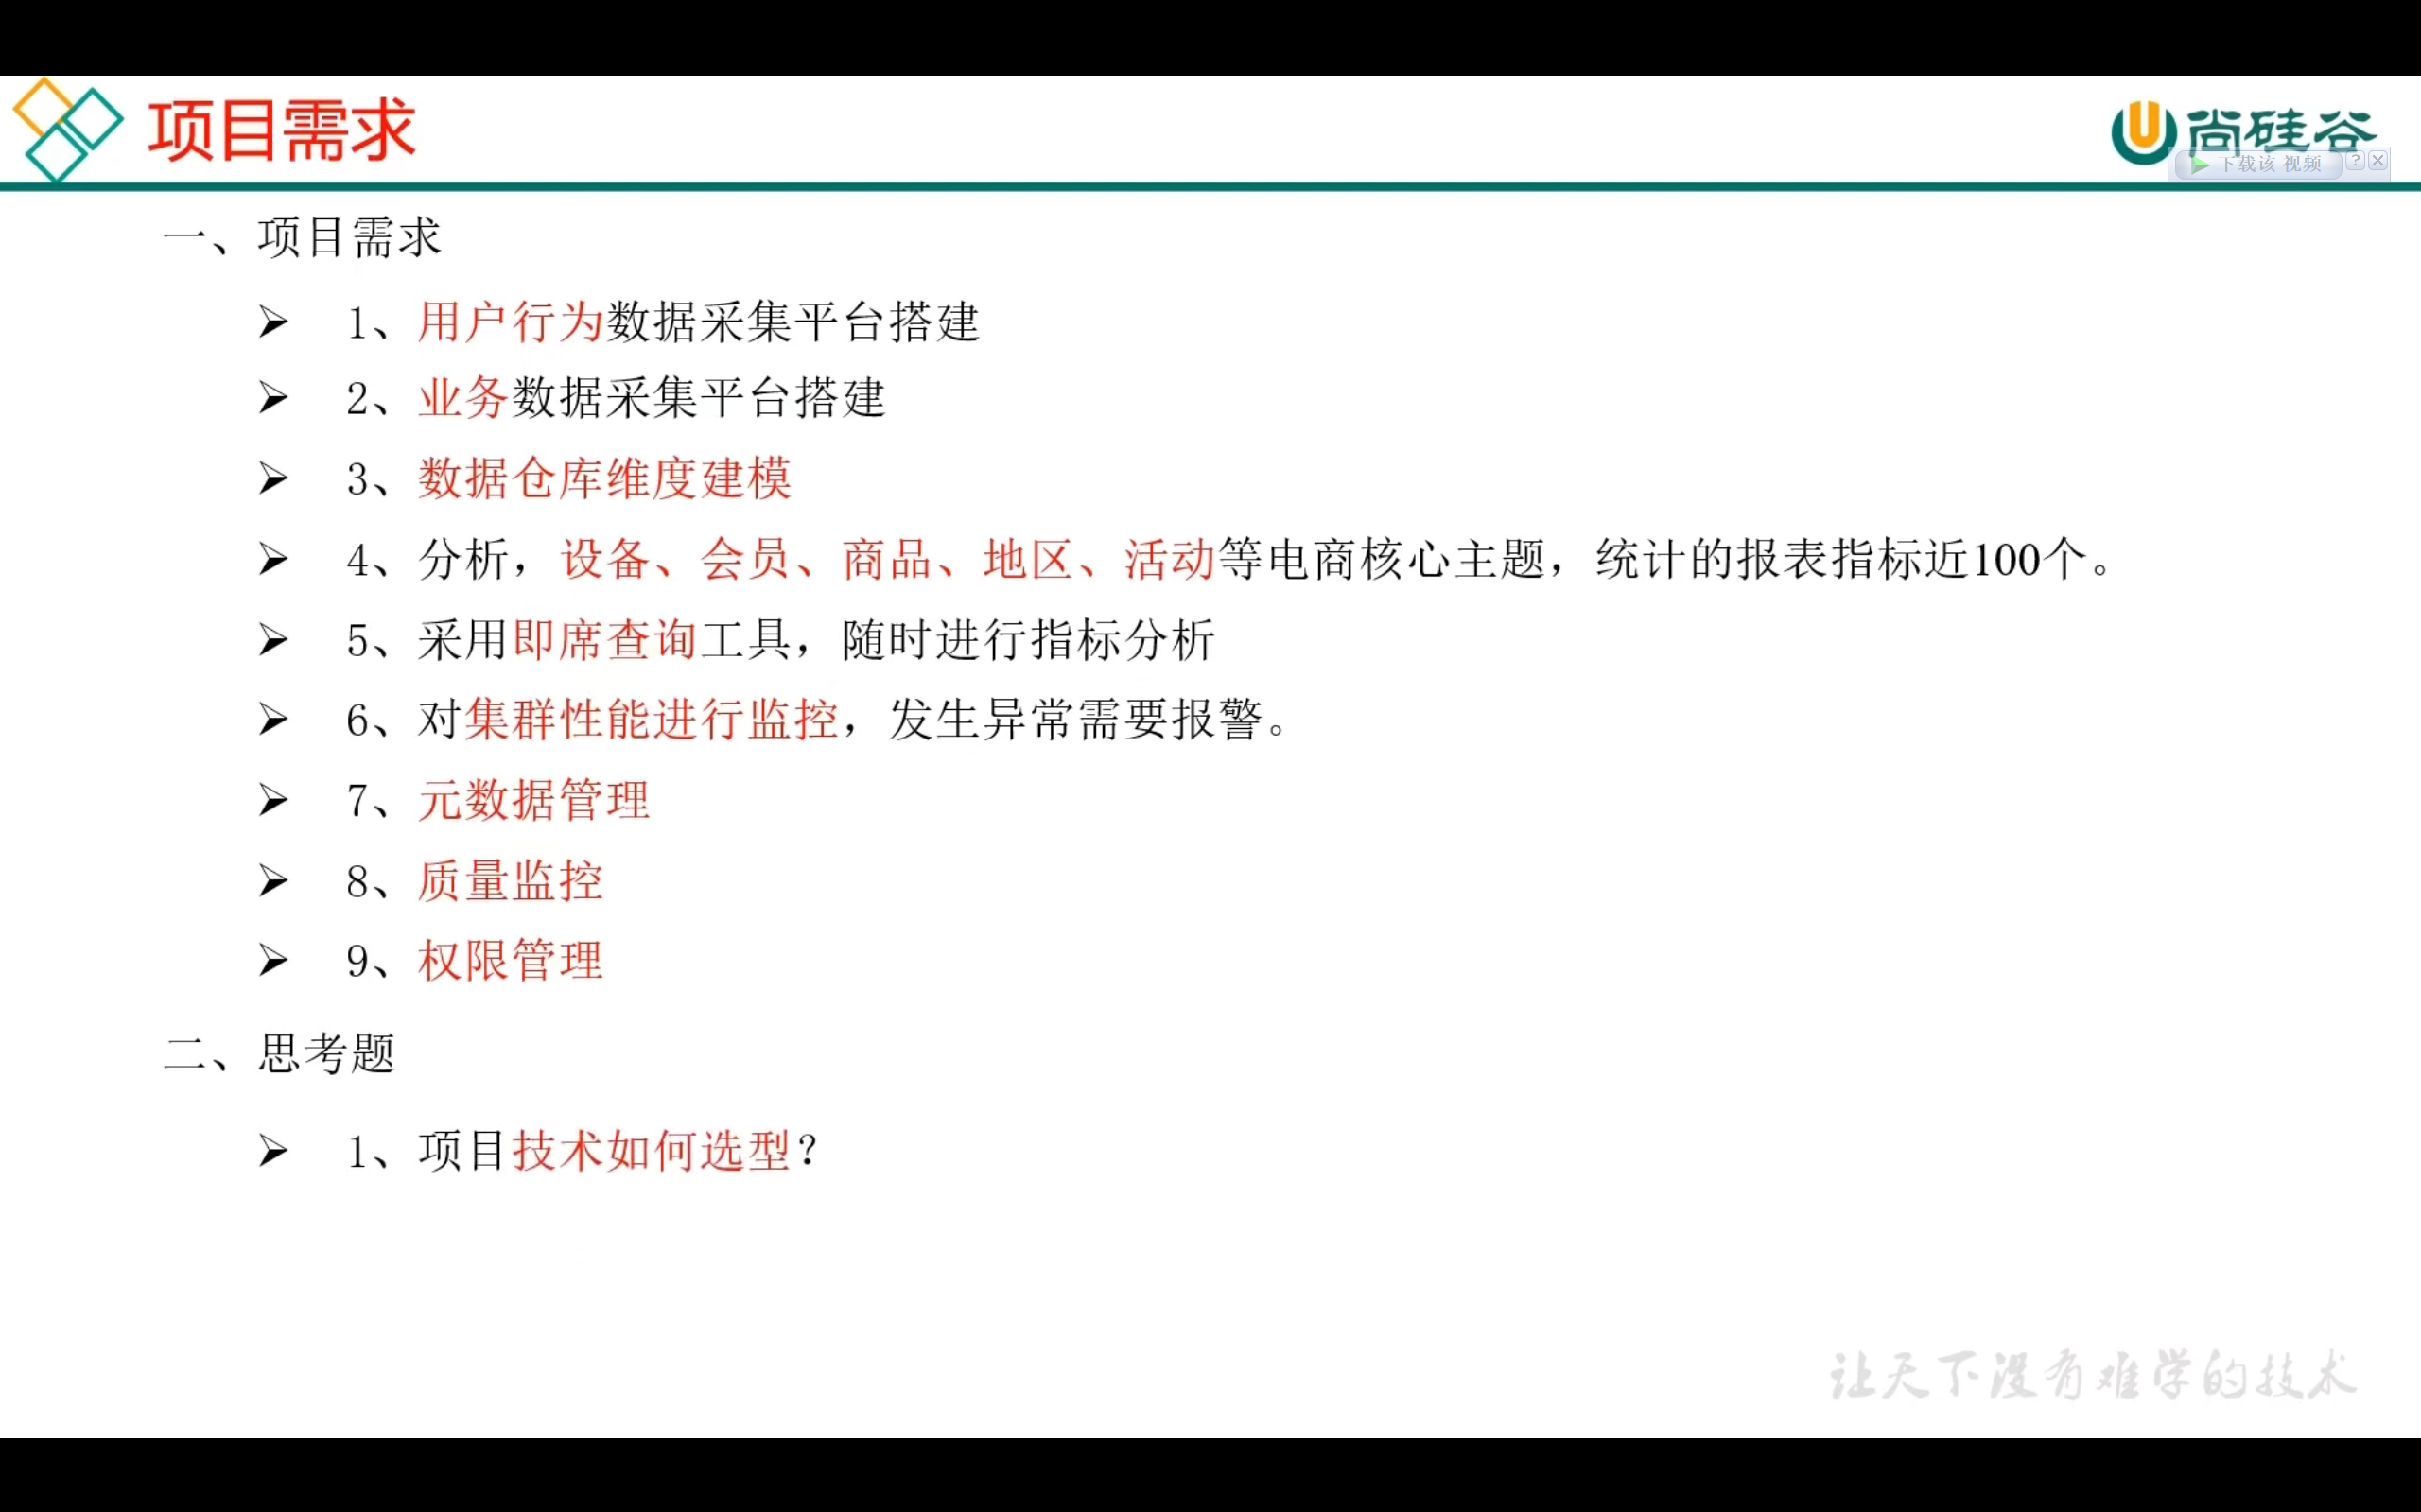 项目需求
尚硅谷
下载该 视频
一、项目需求
1、用户行为数据采集平台搭建
2、业务数据采集平台搭建
3、数据仓库维度建模
4、分析，设备、会员、商品、地区、活动等电商核心主题，统计的报表指标近100个。
5、采用即席查询工具，随时进行指标分析
6、对集群性能进行监控，发生异常需要报警。
7、元数据管理
8、质量监控
9、权限管理
二、思考题
1、项目技术如何选型？
让天下没有难学的技术